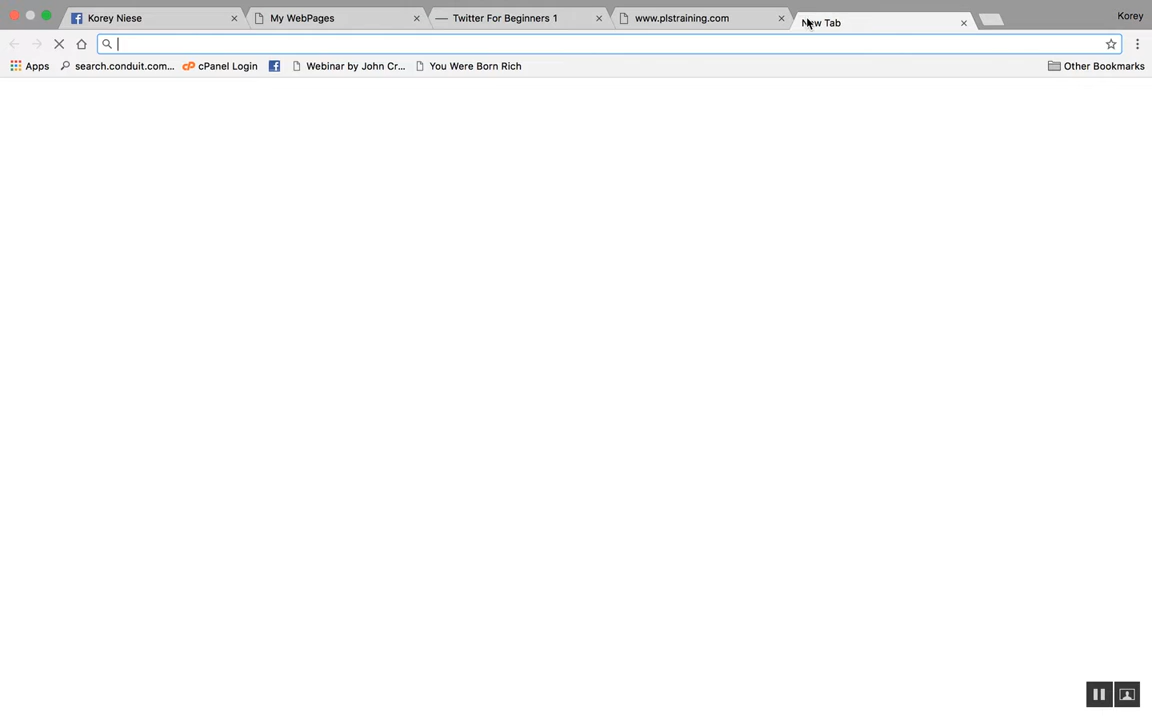 Korey Niese
My WebPages
Twitter For Beginners 1
www.plstraining.com
New Tab
Korey
Apps
search.conduit.com...
cPanel Login
Webinar by John Cr...
You Were Born Rich
Other Bookmarks